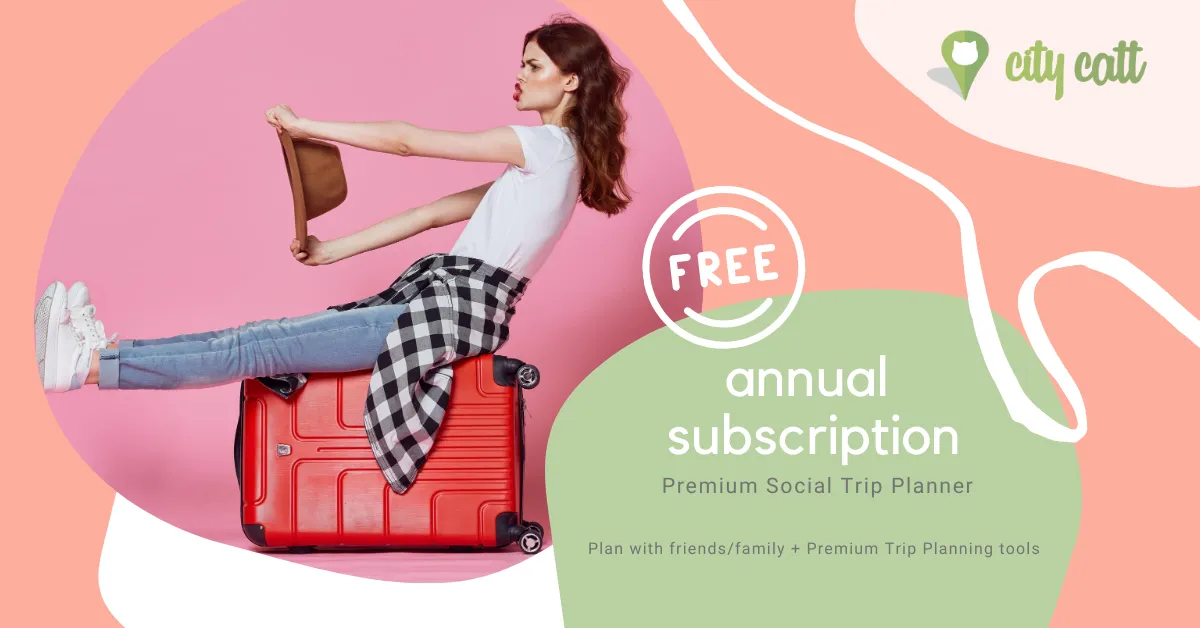 city catt
FREE
annual
subscription
Premium Social Trip Planner
Plan with friends/family + Premium Trip Planning tools